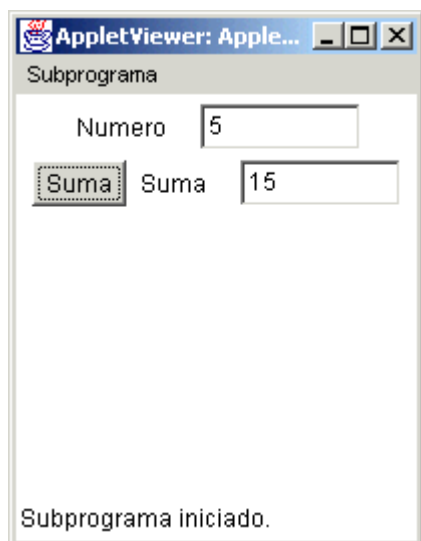 AppletViewer: Apple...
Subprograma
Numero 5
Suma Suma 15
Subprograma iniciado.